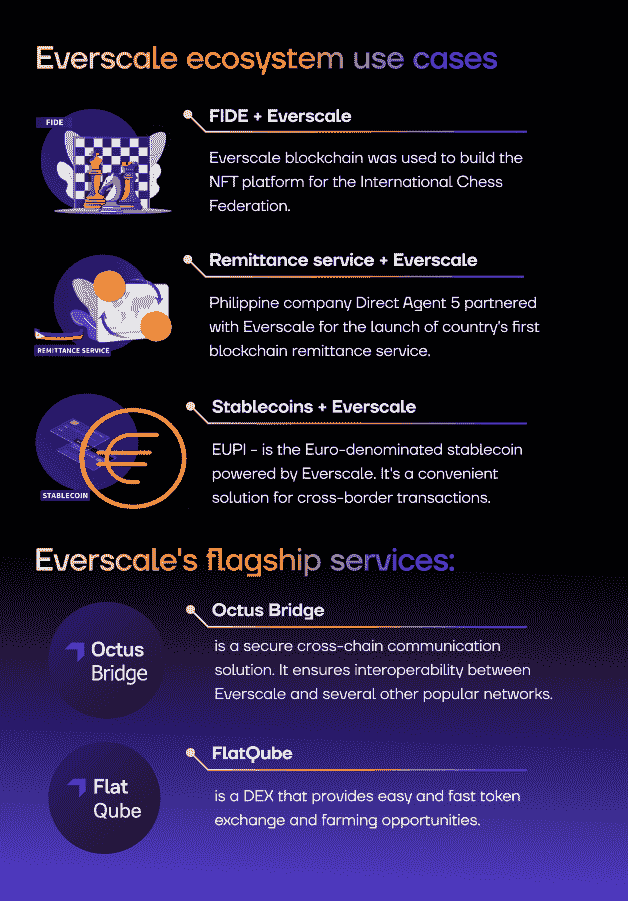 Everscale ecosystem use cases
FIDE
FIDE + Everscale
Everscale blockchain was used to build the
NFT platform for the International Chess
Federation.
Remittance service + Everscale
Philippine company Direct Agent 5 partnered
with Everscale for the launch of country's first
blockchain remittance service.
REMITTANCE SERVICE
Stablecoins + Everscale
EUPI - is the Euro-denominated stablecoin
powered by Everscale. It's a convenient
solution for cross-border transactions.
STABLECOIN
Everscale's flagship services:
Octus
Bridge
Octus Bridge
is a secure cross-chain communication
solution. It ensures interoperability between
Everscale and several other popular networks.
Flat
Qube
FlatQube
is a DEX that provides easy and fast token
exchange and farming opportunities.